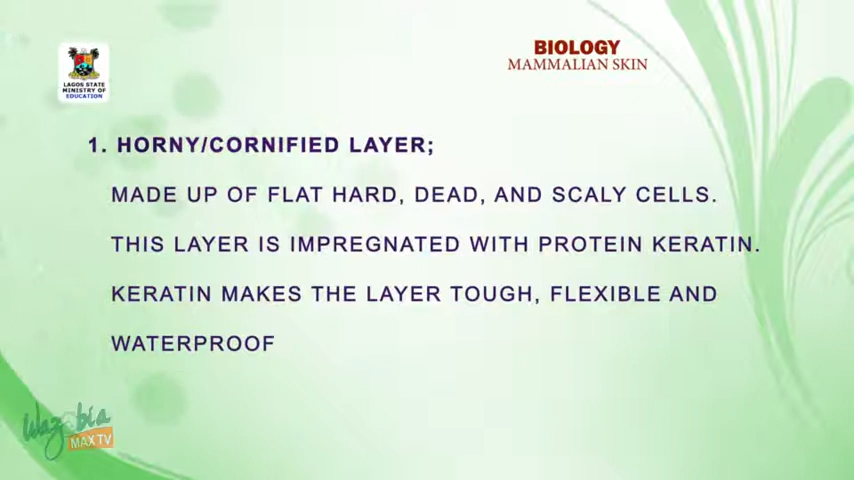 LAGOS STATE
MINISTRY OF
EDUCATION
BIOLOGY
MAMMALIAN SKIN
1. HORNY/CORNIFIED LAYER;
MADE UP OF FLAT HARD, DEAD, AND SCALY CELLS.
THIS LAYER IS IMPREGNATED WITH PROTEIN KERATIN.
KERATIN MAKES THE LAYER TOUGH, FLEXIBLE AND
WATERPROOF
Wazobia
MAX TV